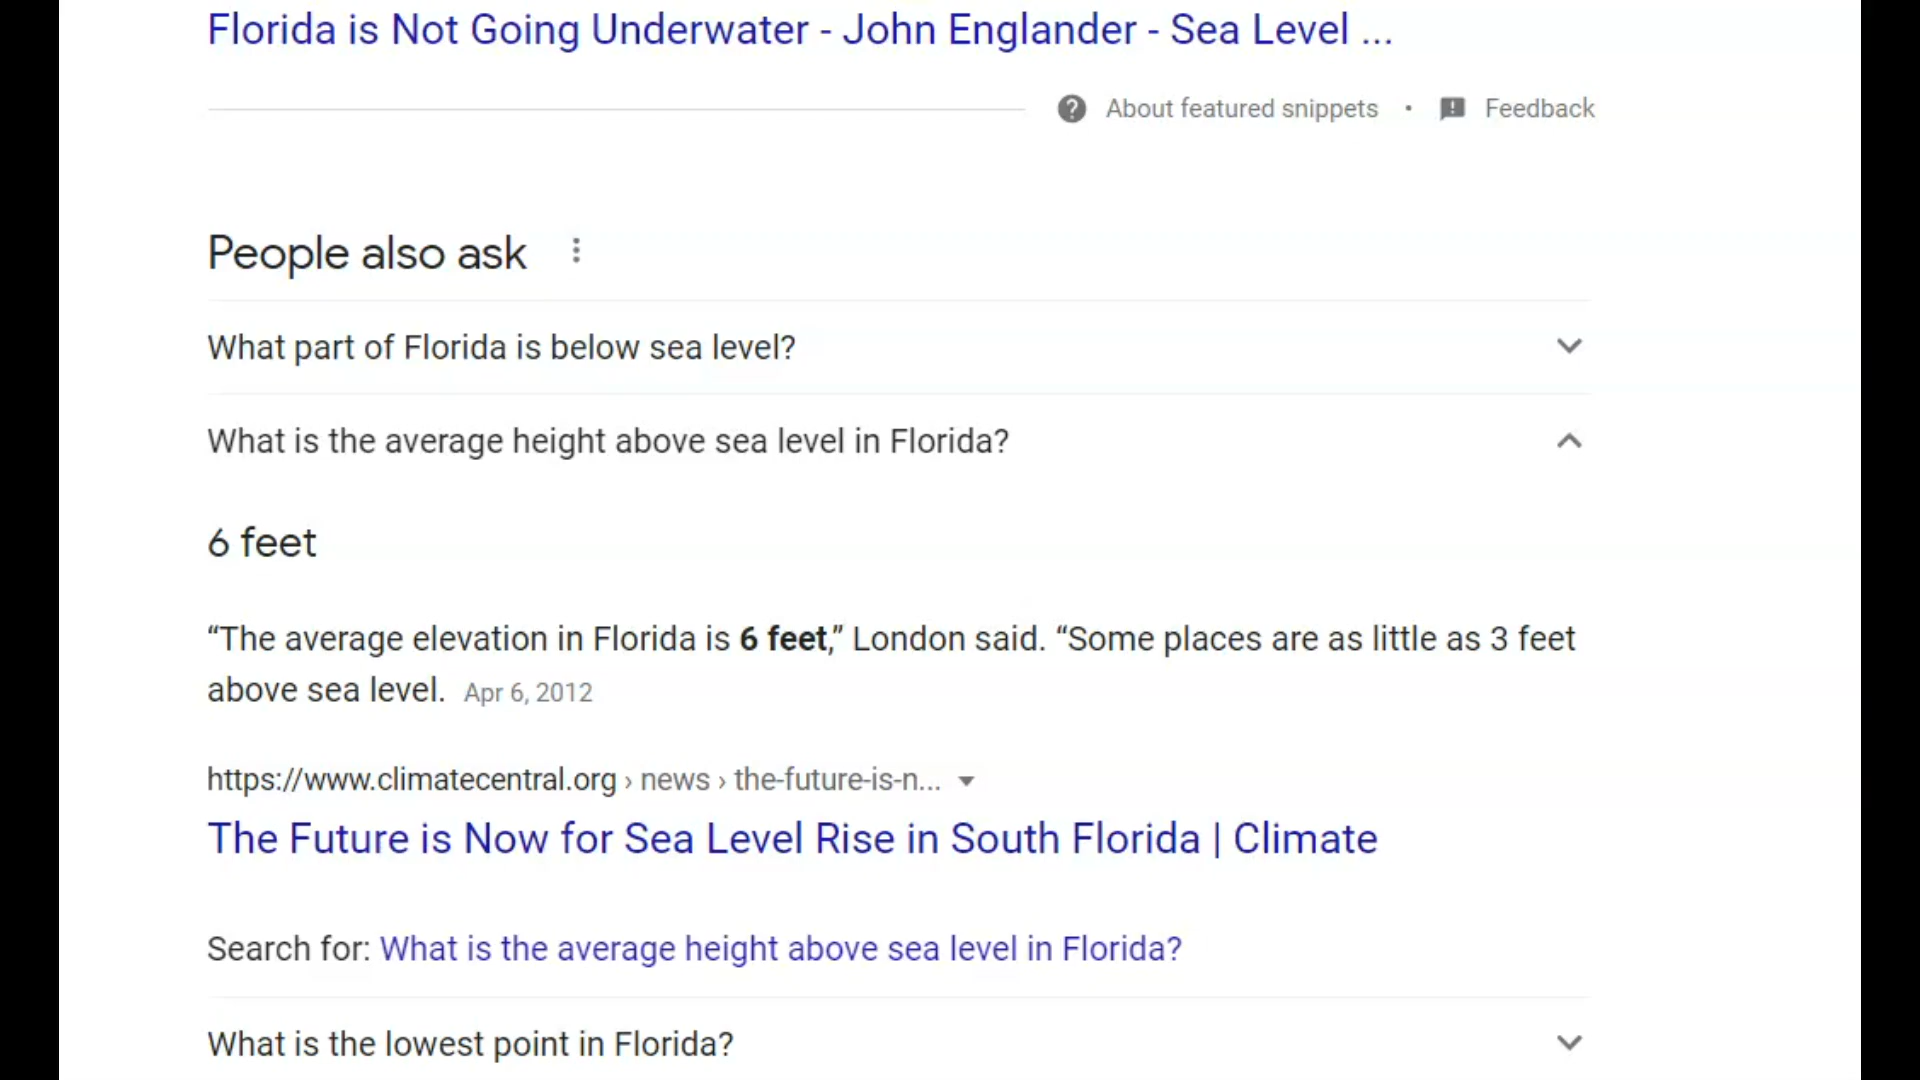 Florida is Not Going Underwater - John Englander - Sea Level ...
About featured snippets • Feedback
People also ask
What part of Florida is below sea level?
What is the average height above sea level in Florida?
6 feet
“The average elevation in Florida is 6 feet,” London said. “Some places are as little as 3 feet
above sea level. Apr 6, 2012
https://www.climatecentral.org › news › the-future-is-n...
The Future is Now for Sea Level Rise in South Florida | Climate
Search for: What is the average height above sea level in Florida?
What is the lowest point in Florida?